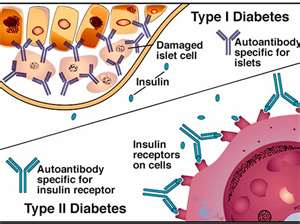 Type I Diabetes
Damaged
islet cell
Autoantibody
specific for
islets
Insulin
Insulin
receptors
on cells
Autoantibody
specific for
insulin receptor
Type II Diabetes